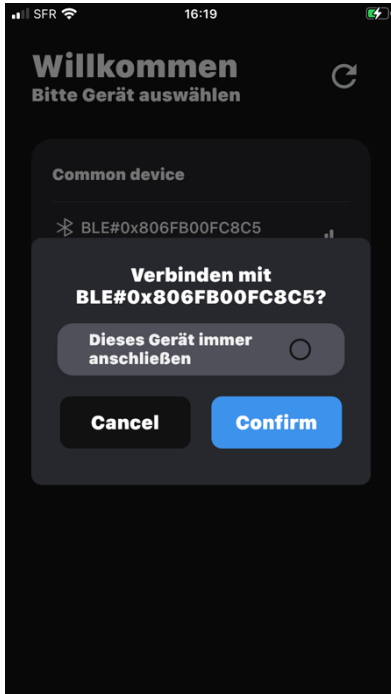 SFR 16:19
Willkommen
Bitte Gerät auswählen
Common device
BLE#0x806FB00FC8C5
Verbinden mit
BLE#0x806FB00FC8C5?
Dieses Gerät immer
anschließen
Cancel Confirm